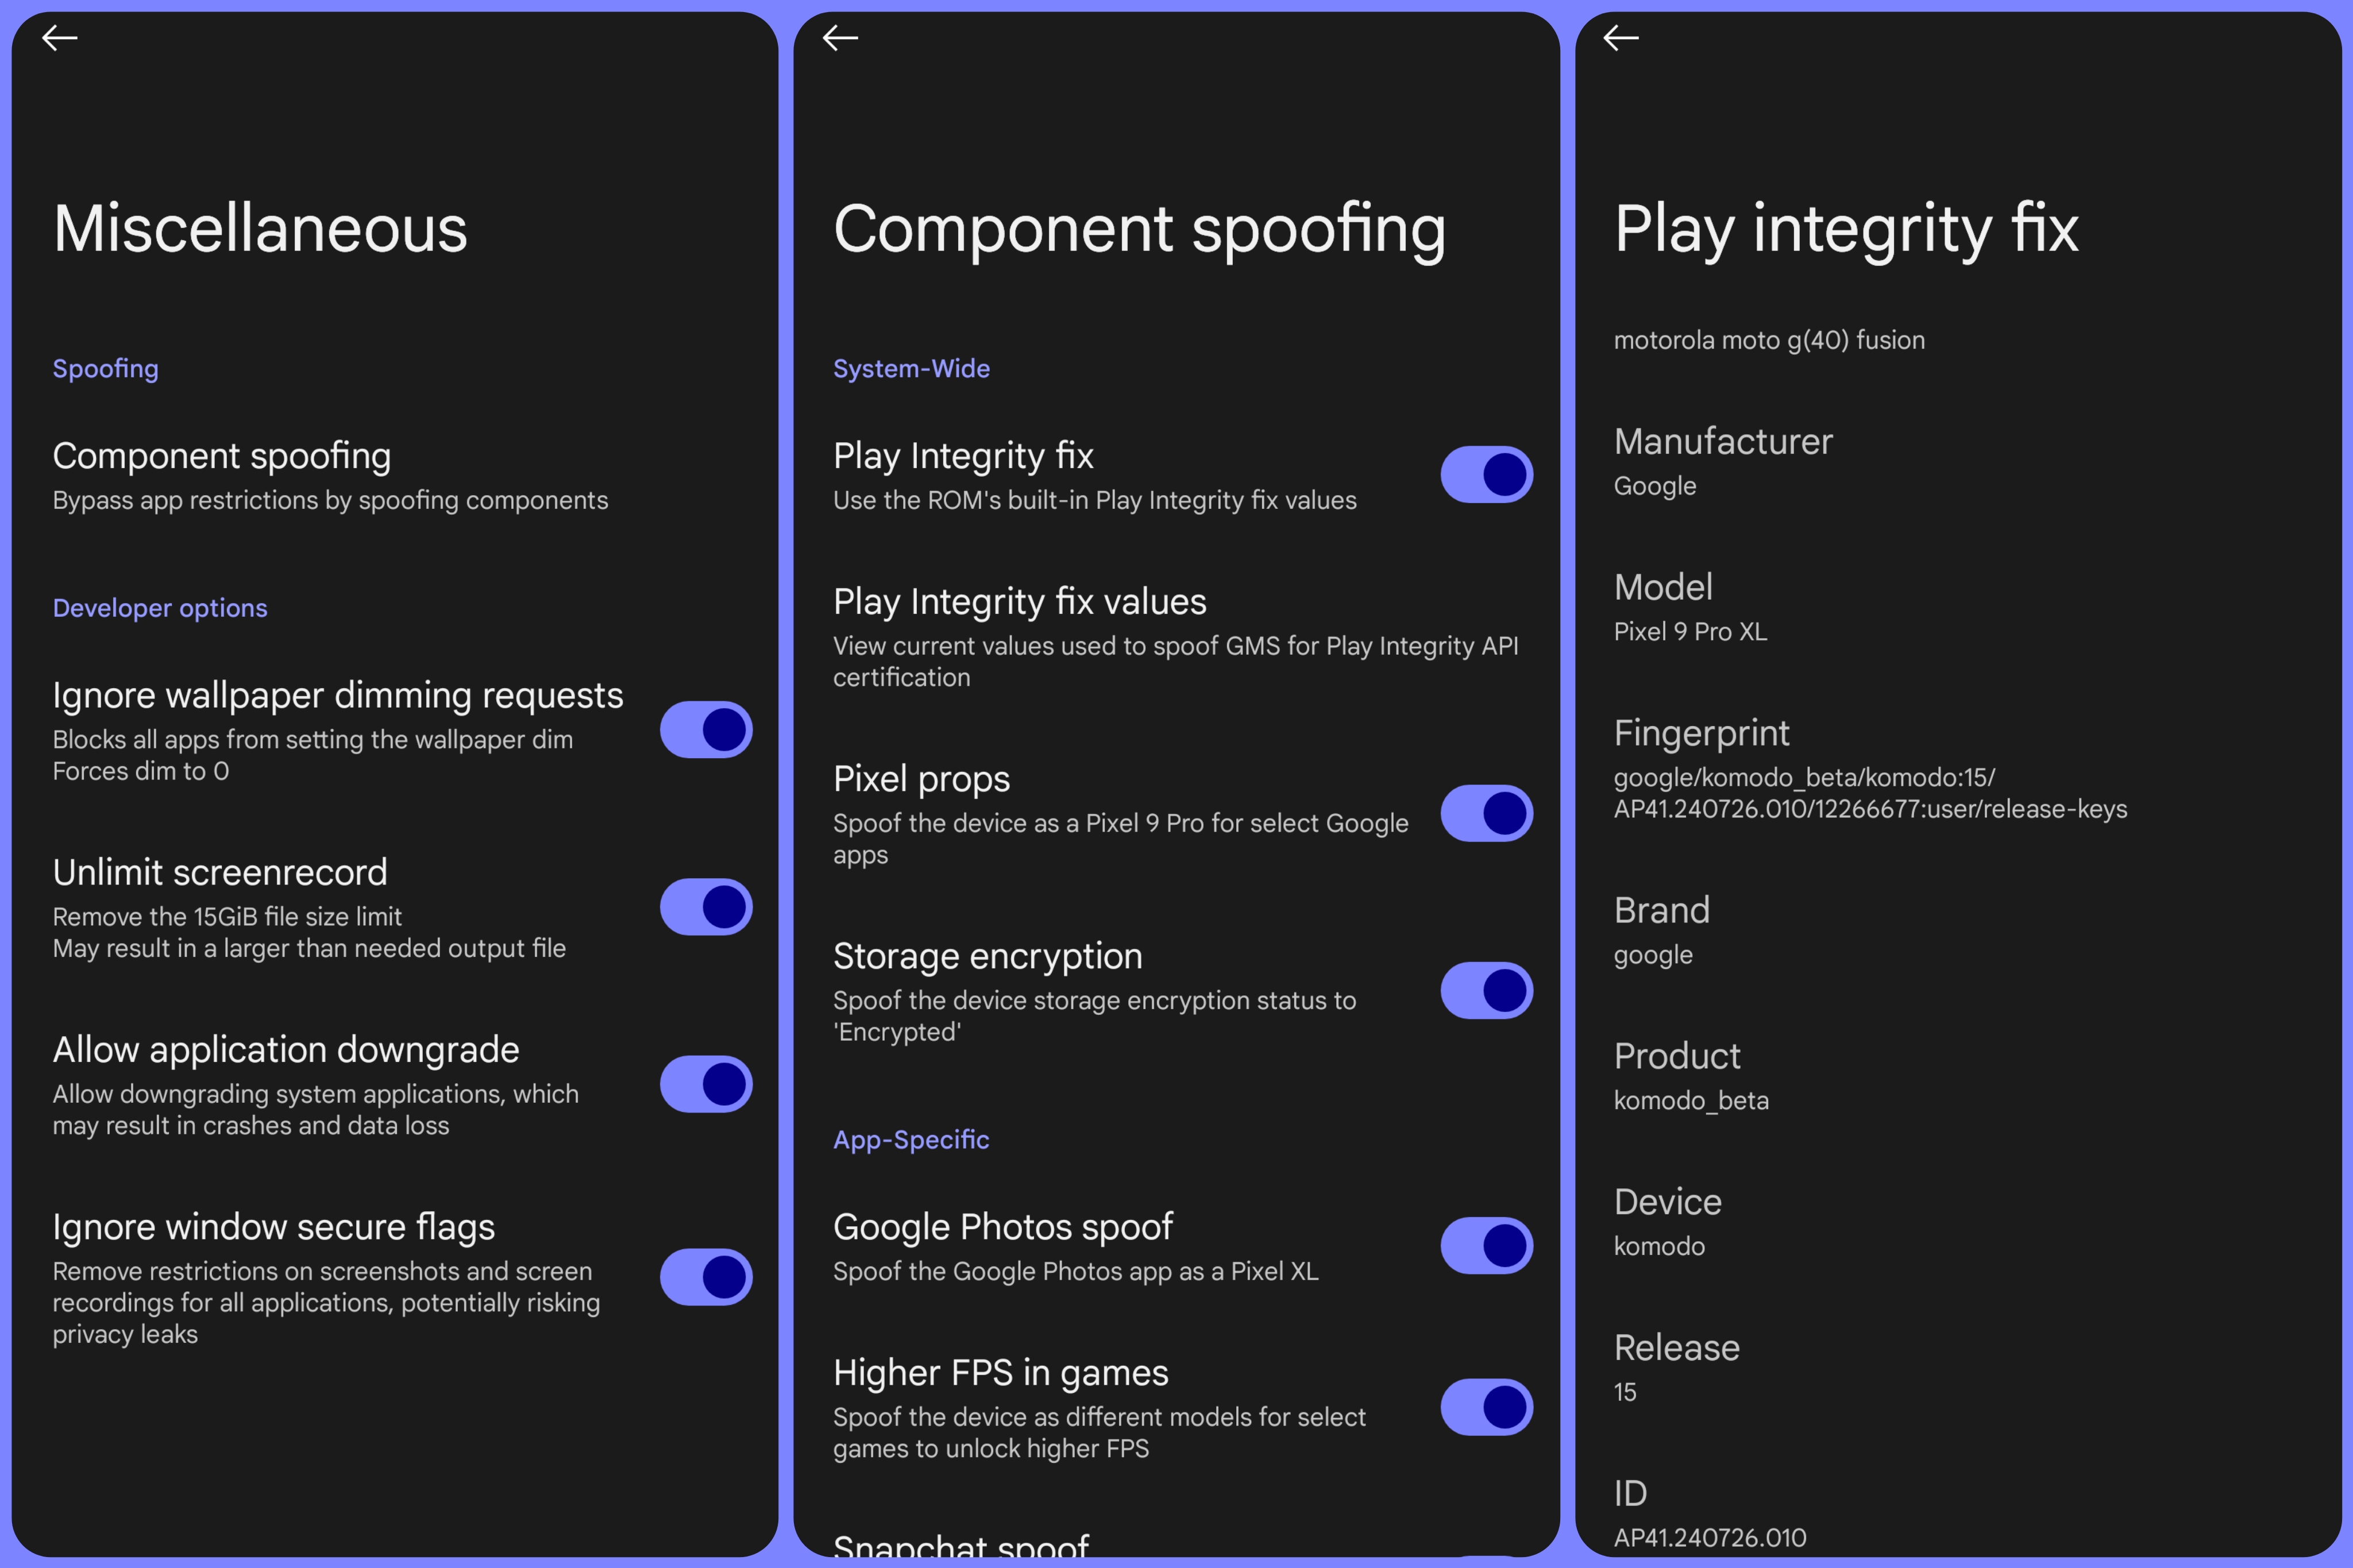 Miscellaneous
Spoofing
Component spoofing
Bypass app restrictions by spoofing components
Developer options
Ignore wallpaper dimming requests
Blocks all apps from setting the wallpaper dim
Forces dim to 0
Unlimit screenrecord
Remove the 15GiB file size limit
May result in a larger than needed output file
Allow application downgrade
Allow downgrading system applications, which
may result in crashes and data loss
Ignore window secure flags
Remove restrictions on screenshots and screen
recordings for all applications, potentially risking
privacy leaks
Component spoofing
System-Wide
Play Integrity fix
Use the ROM's built-in Play Integrity fix values
Play Integrity fix values
View current values used to spoof GMS for Play Integrity API
certification
Pixel props
Spoof the device as a Pixel 9 Pro for select Google
apps
Storage encryption
Spoof the device storage encryption status to
'Encrypted'
App-Specific
Google Photos spoof
Spoof the Google Photos app as a Pixel XL
Higher FPS in games
Spoof the device as different models for select
games to unlock higher FPS
Snapchat spoof
Play integrity fix
motorola moto g(40) fusion
Manufacturer
Google
Model
Pixel 9 Pro XL
Fingerprint
google/komodo_beta/komodo:15/
AP41.240726.010/12266677:user/release-keys
Brand
google
Product
komodo_beta
Device
komodo
Release
15
ID
AP41.240726.010